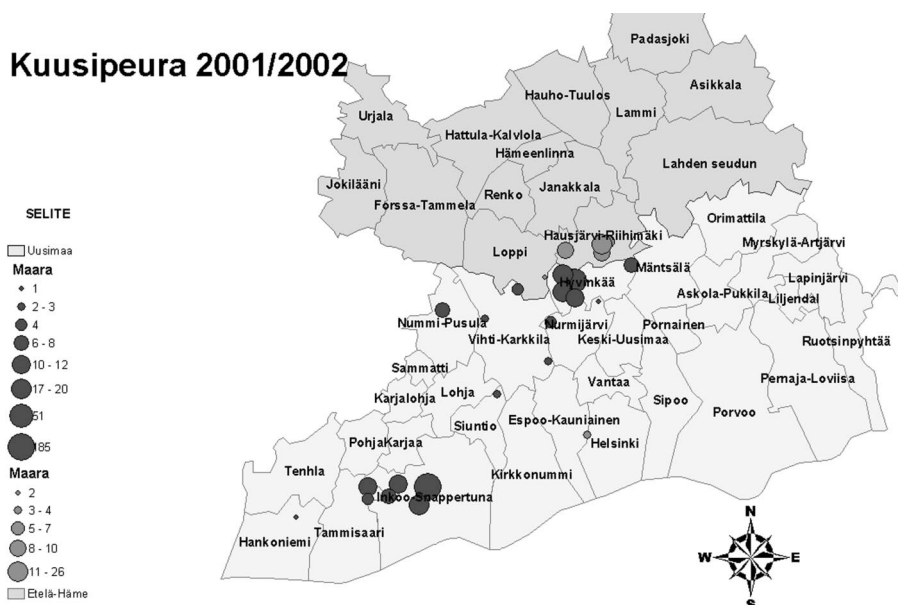 Kuusipeura 2001/2002
Padasjoki
Asikkala
Hauho-Tuulos
Lammi
Urjala
Hattula-Kalviola
Hämeenlinna
Lahden seudun
Jokilääni
Renko
Janakkala
Forssa-Tammela
Orimattila
Hausjärvi-Riihimäki
Myrskylä-Artjärvi
Loppi
Mäntsälä
Hyvinkää
Lapinjärvi
Askola-Pukkila
Liljendal
Nummi-Pusula
Nurmijärvi
Pornainen
Vihti-Karkkila
Keski-Uusimaa
Ruotsinpyhtää
Sammatti
Vantaa
Pernaja-Loviisa
Karjalohja
Lohja
Sipoo
Porvoo
Siuntio
Espoo-Kauniainen
Pohja
Karjaa
Helsinki
Tenhla
Kirkkonummi
Inkoo-Snappertuna
Tammisaari
Hankoniemi
SELITE
Uusimaa
Maara
1
2 - 3
4
6 - 8
10 - 12
17 - 20
51
185
Maara
2
3 - 4
5 - 7
8 - 10
11 - 26
Etelä-Häme
N
W E
S